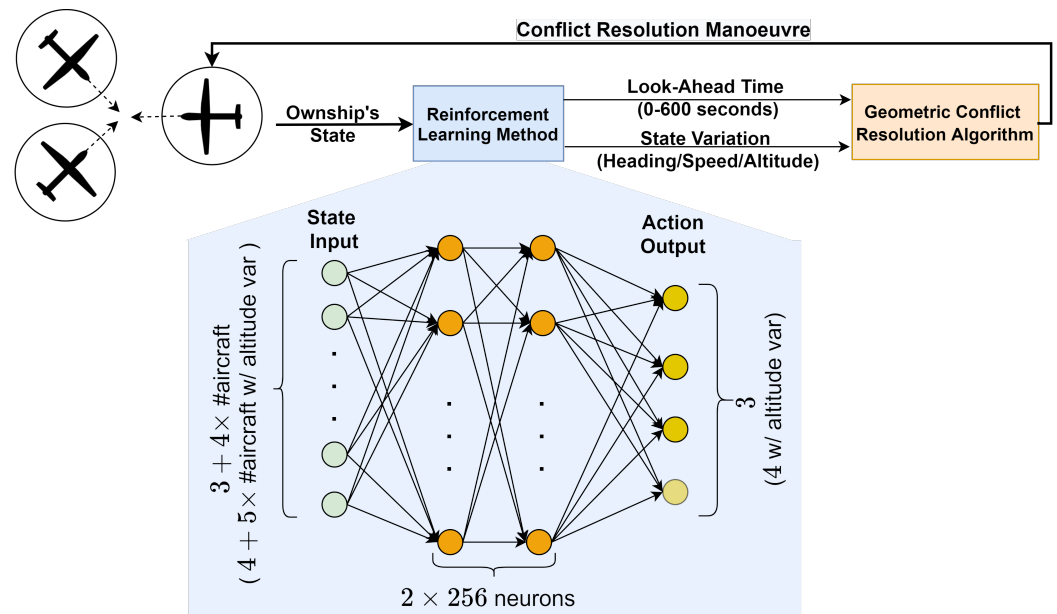 Conflict Resolution Manoeuvre
Ownship's
State
Reinforcement
Learning Method
Look-Ahead Time
(0-600 seconds)
State Variation
(Heading/Speed/Altitude)
Geometric Conflict
Resolution Algorithm
State
Input
Action
Output
3 + 4× #aircraft
( 4 + 5× #aircraft w/ altitude var )
3
(4 w/ altitude var)
2 × 256 neurons